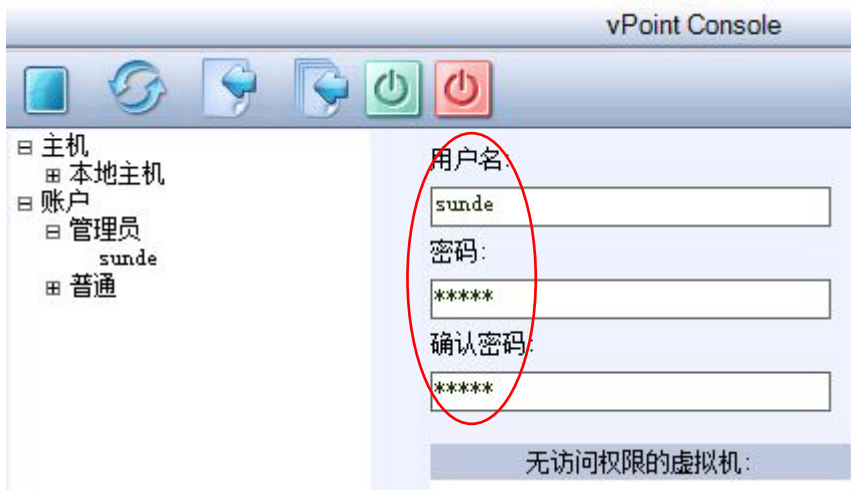 vPoint Console
主机
本地主机
账户
管理员
sunde
普通
用户名:
sunde
密码:
*****
确认密码:
*****
无访问权限的虚拟机: